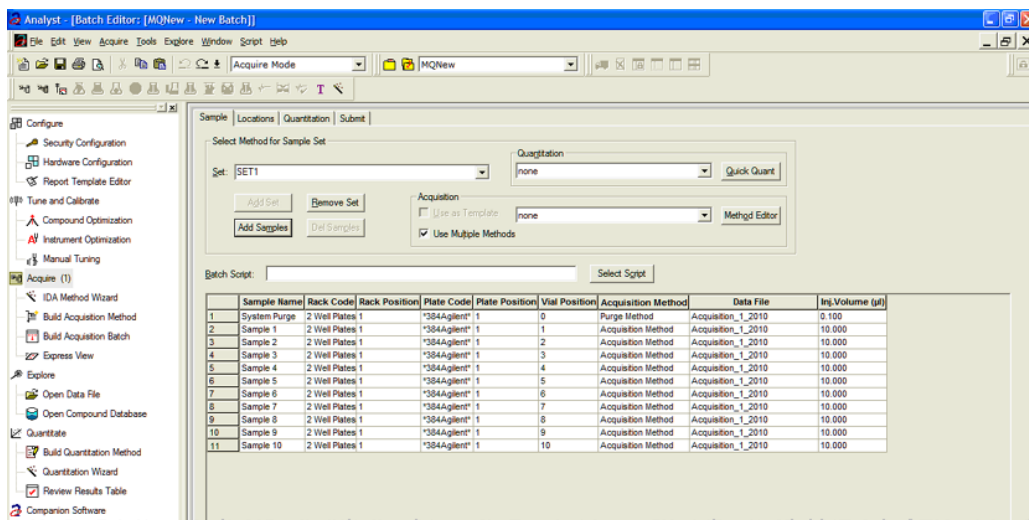 Analyst - [Batch Editor: [MQNew - New Batch]]
File Edit View Acquire Tools Explore Window Script Help
Acquire Mode MQNew
Configure
Security Configuration
Hardware Configuration
Report Template Editor
Tune and Calibrate
Compound Optimization
Instrument Optimization
Manual Tuning
Acquire (1)
IDA Method Wizard
Build Acquisition Method
Build Acquisition Batch
Express View
Explore
Open Data File
Open Compound Database
Quantitate
Build Quantitation Method
Quantitation Wizard
Review Results Table
Companion Software
Sample Locations Quantitation Submit
Select Method for Sample Set
Set: SET1
Quantitation
none Quick Quant
Add Set Remove Set
Add Samples Del Samples
Acquisition
Use as Template none Method Editor
Use Multiple Methods
Batch Script: Select Script
Sample Name Rack Code Rack Position Plate Code Plate Position Vial Position Acquisition Method Data File Inj.Volume (µl)
1 System Purge 2 Well Plates 1 *384Agilent* 1 0 Purge Method Acquisition_1_2010 0.100
2 Sample 1 2 Well Plates 1 *384Agilent* 1 1 Acquisition Method Acquisition_1_2010 10.000
3 Sample 2 2 Well Plates 1 *384Agilent* 1 2 Acquisition Method Acquisition_1_2010 10.000
4 Sample 3 2 Well Plates 1 *384Agilent* 1 3 Acquisition Method Acquisition_1_2010 10.000
5 Sample 4 2 Well Plates 1 *384Agilent* 1 4 Acquisition Method Acquisition_1_2010 10.000
6 Sample 5 2 Well Plates 1 *384Agilent* 1 5 Acquisition Method Acquisition_1_2010 10.000
7 Sample 6 2 Well Plates 1 *384Agilent* 1 6 Acquisition Method Acquisition_1_2010 10.000
8 Sample 7 2 Well Plates 1 *384Agilent* 1 7 Acquisition Method Acquisition_1_2010 10.000
9 Sample 8 2 Well Plates 1 *384Agilent* 1 8 Acquisition Method Acquisition_1_2010 10.000
10 Sample 9 2 Well Plates 1 *384Agilent* 1 9 Acquisition Method Acquisition_1_2010 10.000
11 Sample 10 2 Well Plates 1 *384Agilent* 1 10 Acquisition Method Acquisition_1_2010 10.000